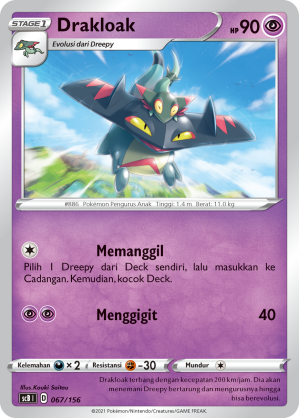 STAGE 1
Drakloak
HP 90
Evolusi dari Dreepy
#886 Pokémon Pengurus Anak Tinggi: 1.4 m Berat: 11.0 kg
Memanggil
Pilih 1 Dreepy dari Deck sendiri, lalu masukkan ke
Cadangan. Kemudian, kocok Deck.
Menggigit 40
Kelemahan × 2 Resistansi -30 Mundur
Drakloak terbang dengan kecepatan 200 km/jam. Dia akan
menemani Dreepy bertarung dan mengurusnya hingga
bisa berevolusi.
Illus. Kouki Saitou
D 067/156
©2021 Pokémon/Nintendo/Creatures/GAME FREAK